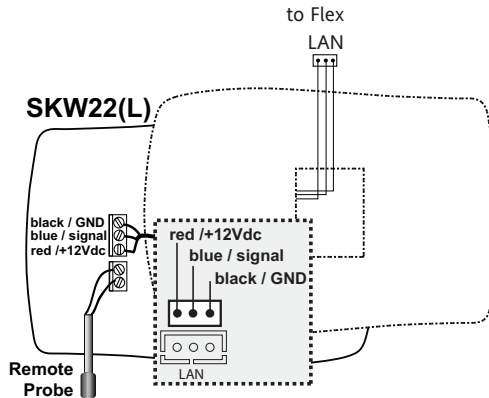 to Flex
LAN
SKW22(L)
black / GND
blue / signal
red /+12Vdc
red /+12Vdc
blue / signal
black / GND
LAN
Remote
Probe